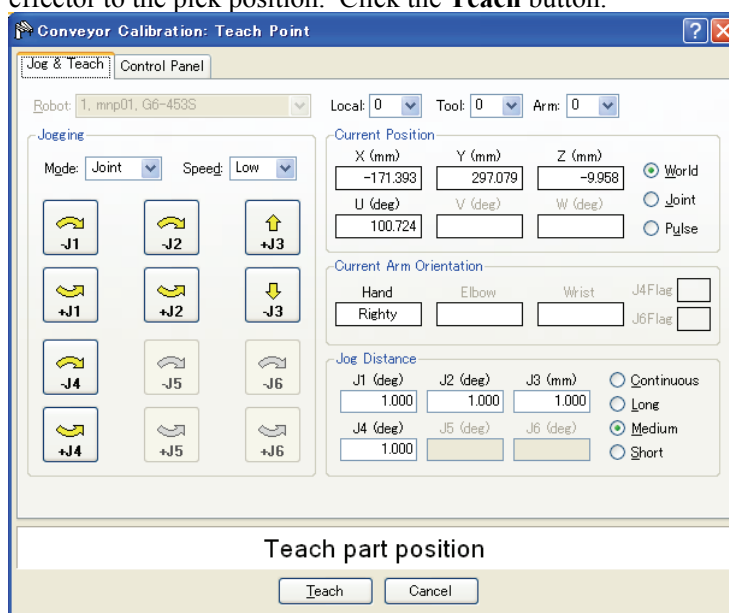 effector to the pick position. Click the Teach button.
Conveyor Calibration: Teach Point
Jog & Teach Control Panel
Robot: 1, mnp01, G6-453S Local: 0 Tool: 0 Arm: 0
Jogging
Mode: Joint Speed: Low
-J1 -J2 +J3
+J1 +J2 -J3
-J4 -J5 -J6
+J4 +J5 +J6
Current Position
X (mm) Y (mm) Z (mm)
-171.393 297.079 -9.958
U (deg) V (deg) W (deg)
100.724
World
Joint
Pulse
Current Arm Orientation
Hand Elbow Wrist J4Flag
Righty J6Flag
Jog Distance
J1 (deg) J2 (deg) J3 (mm)
1.000 1.000 1.000
J4 (deg) J5 (deg) J6 (deg)
1.000
Continuous
Long
Medium
Short
Teach part position
Teach Cancel